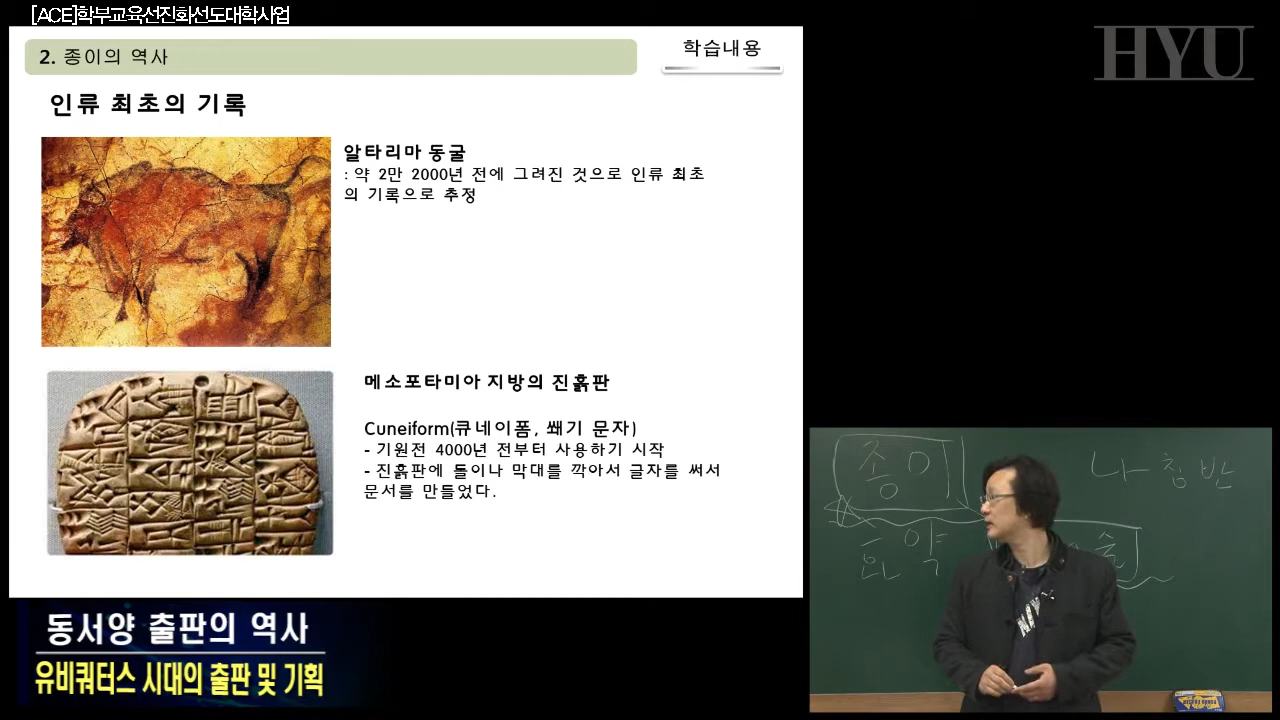 [ACE]학부교육선진화선도대학사업
2. 종이의 역사
학습내용
HYU
인류 최초의 기록
알타리마 동굴
: 약 2만 2000년 전에 그려진 것으로 인류 최초
의 기록으로 추정
메소포타미아 지방의 진흙판
Cuneiform(큐네이폼, 쐐기 문자)
- 기원전 4000년 전부터 사용하기 시작
- 진흙판에 돌이나 막대를 깍아서 글자를 써서
문서를 만들었다.
종이
나침반
화약
술
동서양 출판의 역사
유비쿼터스 시대의 출판 및 기획